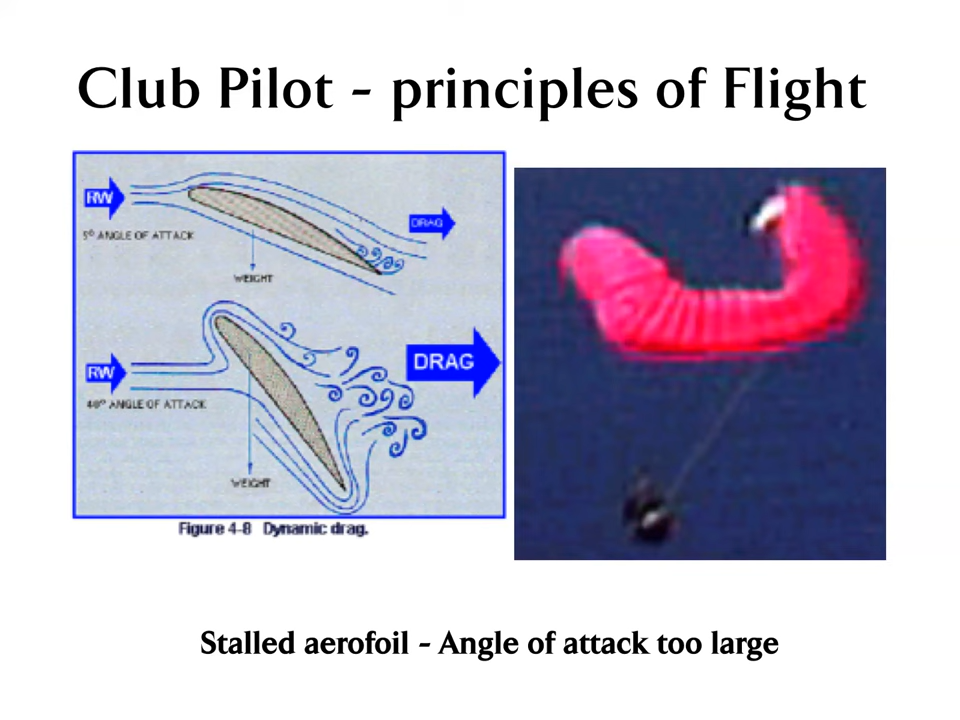 Club Pilot - principles of Flight
RW
DRAG
5° ANGLE OF ATTACK
WEIGHT
RW
DRAG
40° ANGLE OF ATTACK
WEIGHT
Figure 4-8 Dynamic drag.
Stalled aerofoil - Angle of attack too large